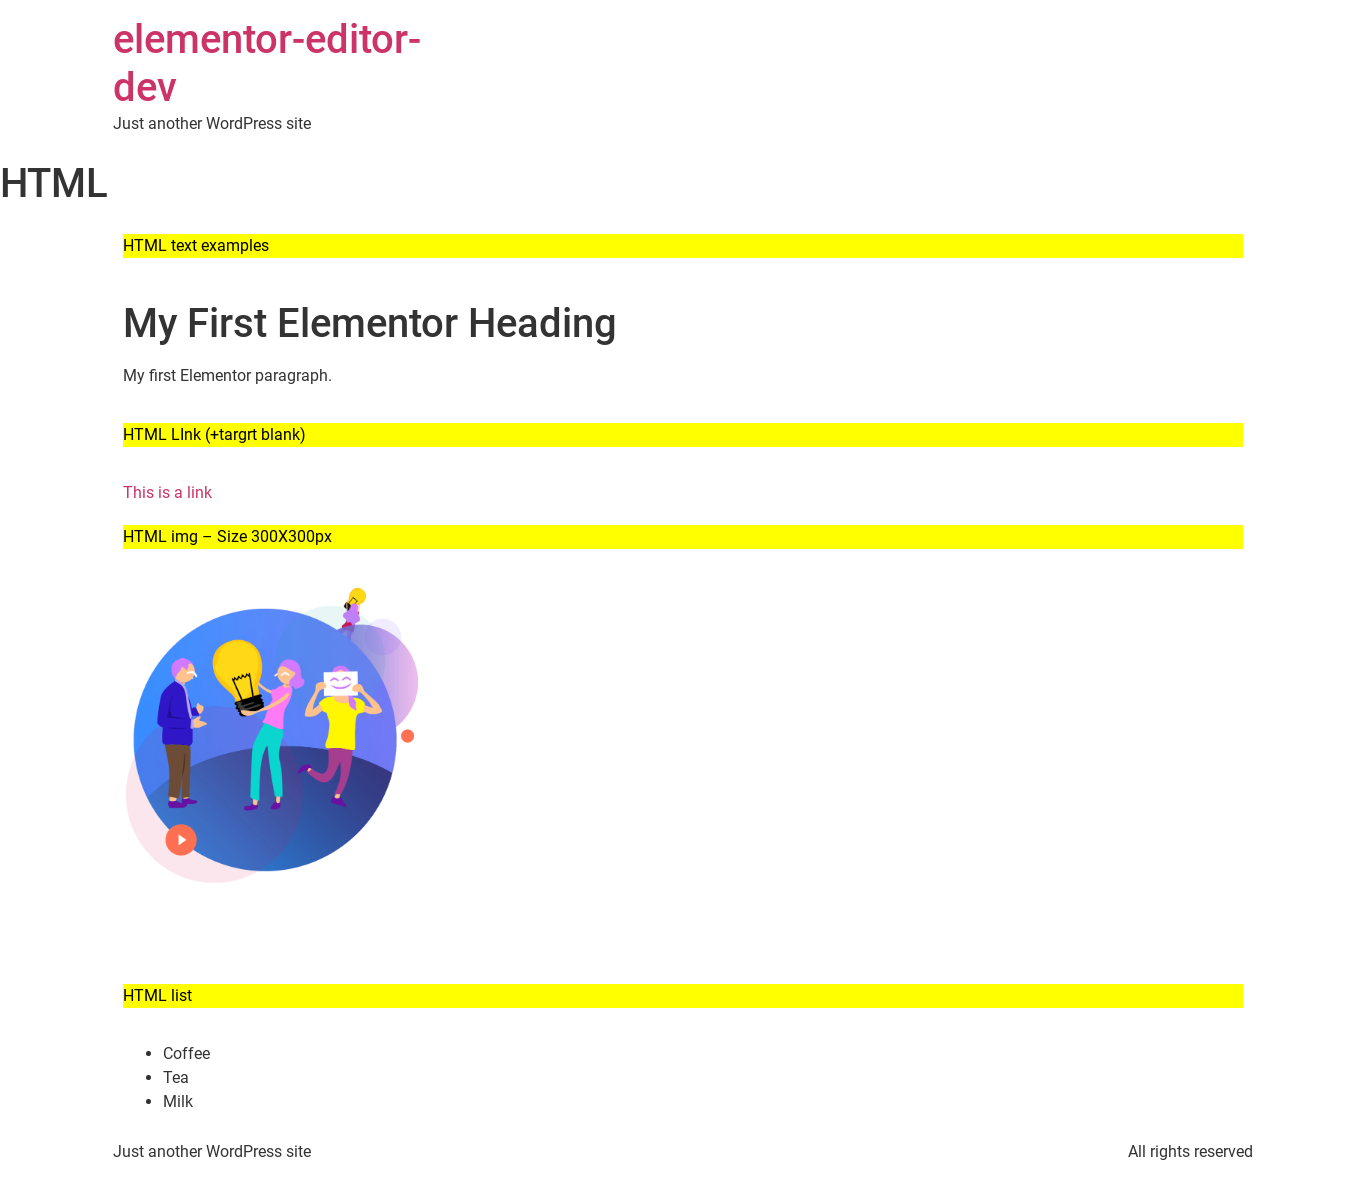 elementor-editor-
dev
Just another WordPress site
HTML
HTML text examples
My First Elementor Heading
My first Elementor paragraph.
HTML LInk (+targrt blank)
This is a link
HTML img – Size 300X300px
HTML list
Coffee
Tea
Milk
Just another WordPress site
All rights reserved